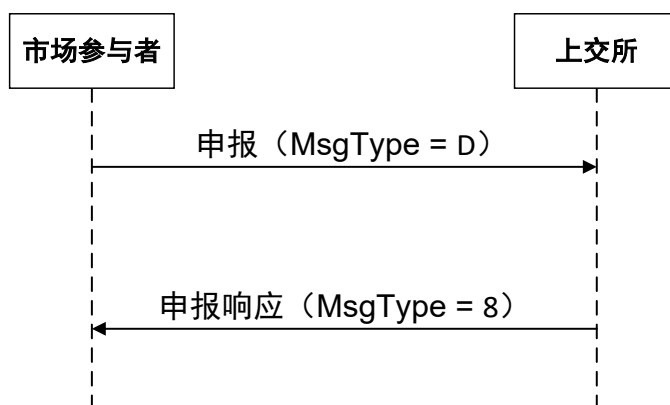 市场参与者
上交所
申报（MsgType = D）
申报响应（MsgType = 8）